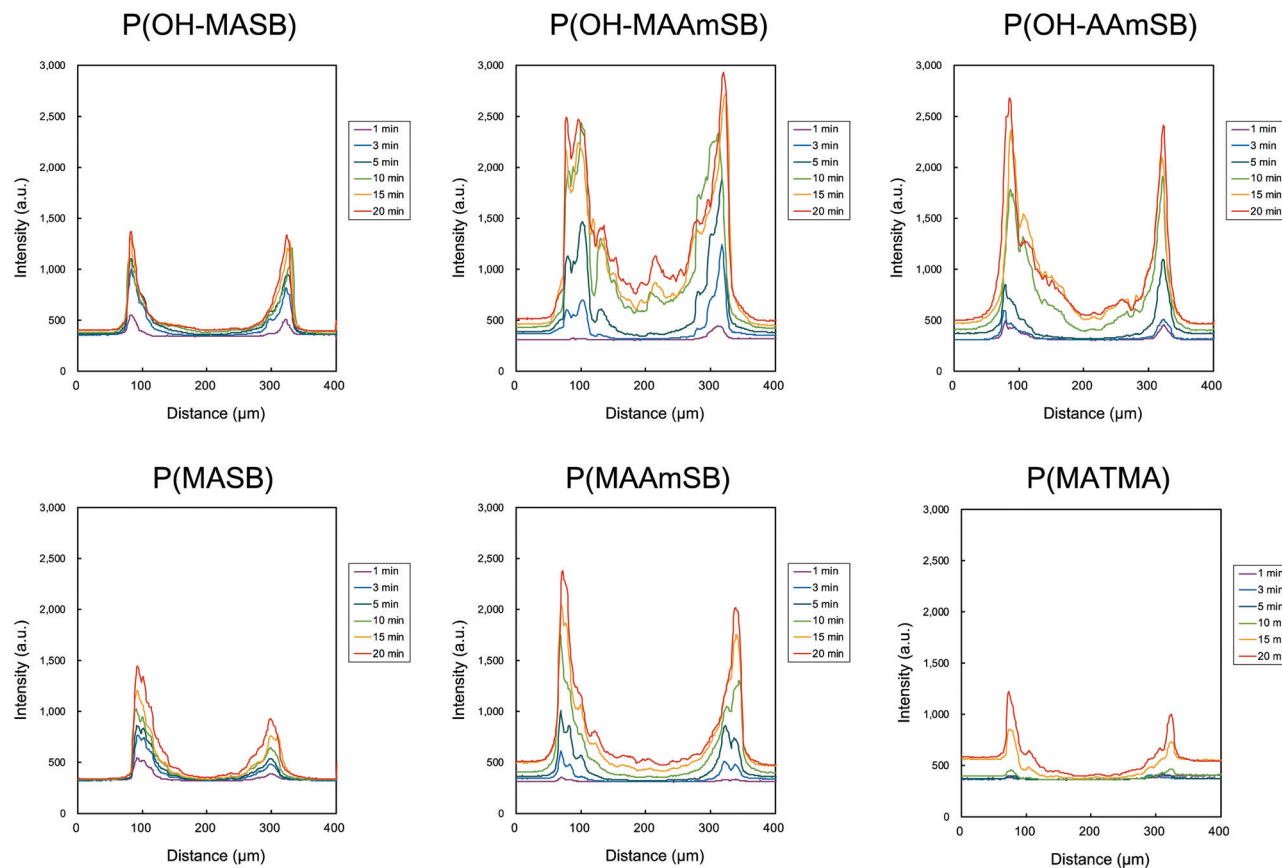 P(OH-MASB)
3,000
2,500
2,000
1,500
1,000
500
0
Intensity (a.u.)
0 100 200 300 400
Distance (µm)
1 min
3 min
5 min
10 min
15 min
20 min
P(OH-MAAmSB)
3,000
2,500
2,000
1,500
1,000
500
0
Intensity (a.u.)
0 100 200 300 400
Distance (µm)
1 min
3 min
5 min
10 min
15 min
20 min
P(OH-AAmSB)
3,000
2,500
2,000
1,500
1,000
500
0
Intensity (a.u.)
0 100 200 300 400
Distance (µm)
1 min
3 min
5 min
10 min
15 min
20 min
P(MASB)
3,000
2,500
2,000
1,500
1,000
500
0
Intensity (a.u.)
0 100 200 300 400
Distance (µm)
1 min
3 min
5 min
10 min
15 min
20 min
P(MAAmSB)
3,000
2,500
2,000
1,500
1,000
500
0
Intensity (a.u.)
0 100 200 300 400
Distance (µm)
1 min
3 min
5 min
10 min
15 min
20 min
P(MATMA)
3,000
2,500
2,000
1,500
1,000
500
0
Intensity (a.u.)
0 100 200 300 400
Distance (µm)
1 min
3 min
5 min
10 m
15 m
20 m